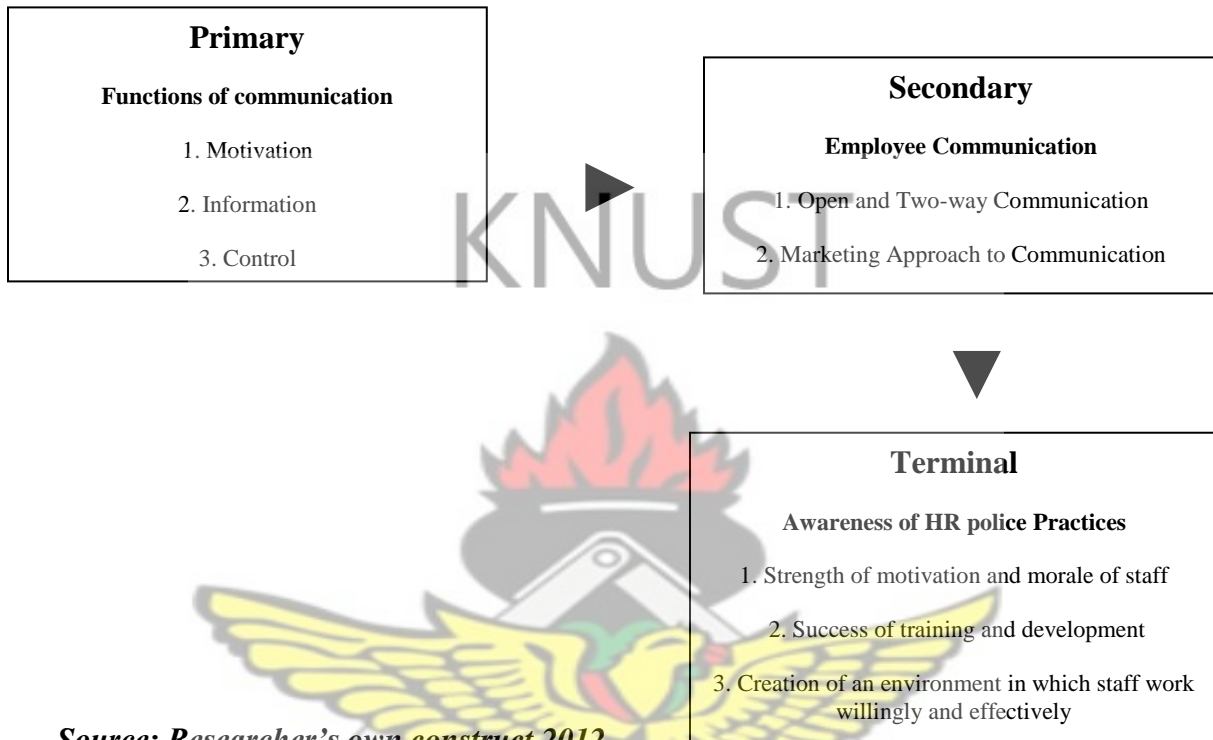 Primary
Functions of communication
1. Motivation
2. Information
3. Control
Secondary
Employee Communication
1. Open and Two-way Communication
2. Marketing Approach to Communication
KNUST
Terminal
Awareness of HR police Practices
1. Strength of motivation and morale of staff
2. Success of training and development
3. Creation of an environment in which staff work
willingly and effectively
Source: Researcher's own construct 2012